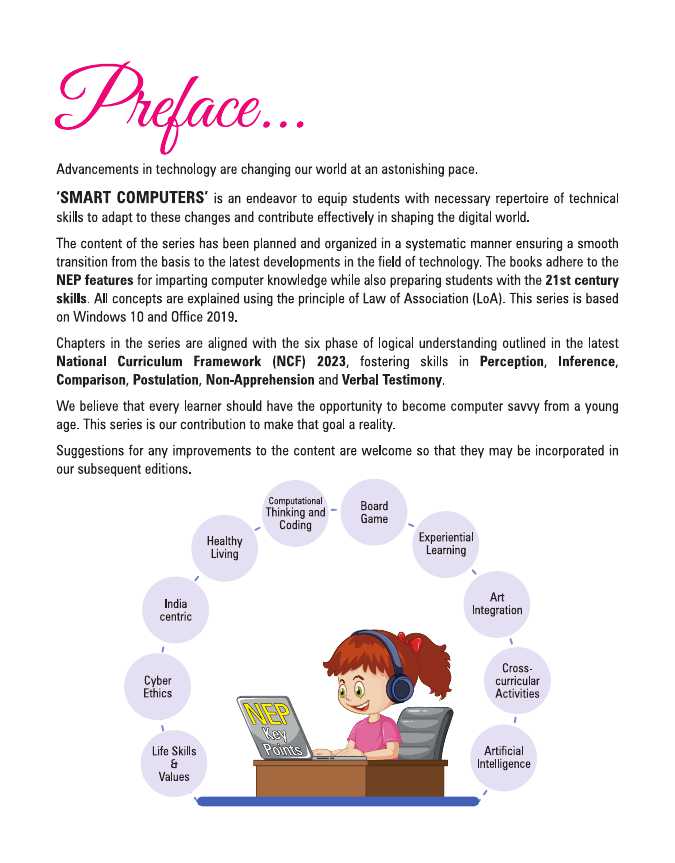 Preface...
Advancements in technology are changing our world at an astonishing pace.
‘SMART COMPUTERS’ is an endeavor to equip students with necessary repertoire of technical
skills to adapt to these changes and contribute effectively in shaping the digital world.
The content of the series has been planned and organized in a systematic manner ensuring a smooth
transition from the basis to the latest developments in the field of technology. The books adhere to the
NEP features for imparting computer knowledge while also preparing students with the 21st century
skills. All concepts are explained using the principle of Law of Association (LoA). This series is based
on Windows 10 and Office 2019.
Chapters in the series are aligned with the six phase of logical understanding outlined in the latest
National Curriculum Framework (NCF) 2023, fostering skills in Perception, Inference,
Comparison, Postulation, Non-Apprehension and Verbal Testimony.
We believe that every learner should have the opportunity to become computer savvy from a young
age. This series is our contribution to make that goal a reality.
Suggestions for any improvements to the content are welcome so that they may be incorporated in
our subsequent editions.
Life Skills
&
Values
Cyber
Ethics
India
centric
Healthy
Living
Computational
Thinking and
Coding
Board
Game
Experiential
Learning
Art
Integration
Cross-
curricular
Activities
Artificial
Intelligence
NEP
Key
Points